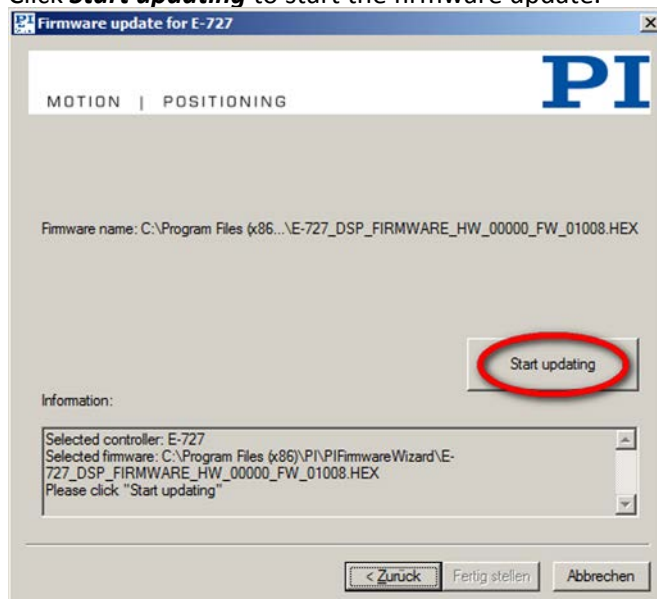 Click Start updating to start the firmware update.
Firmware update for E-727
PI
MOTION | POSITIONING
Firmware name: C:\Program Files (x86...\E-727_DSP_FIRMWARE_HW_00000_FW_01008.HEX
Start updating
Information:
Selected controller: E-727
Selected firmware: C:\Program Files (x86)\PI\PIFirmwareWizard\E-
727_DSP_FIRMWARE_HW_00000_FW_01008.HEX
Please click "Start updating"
< Zurück Fertig stellen Abbrechen